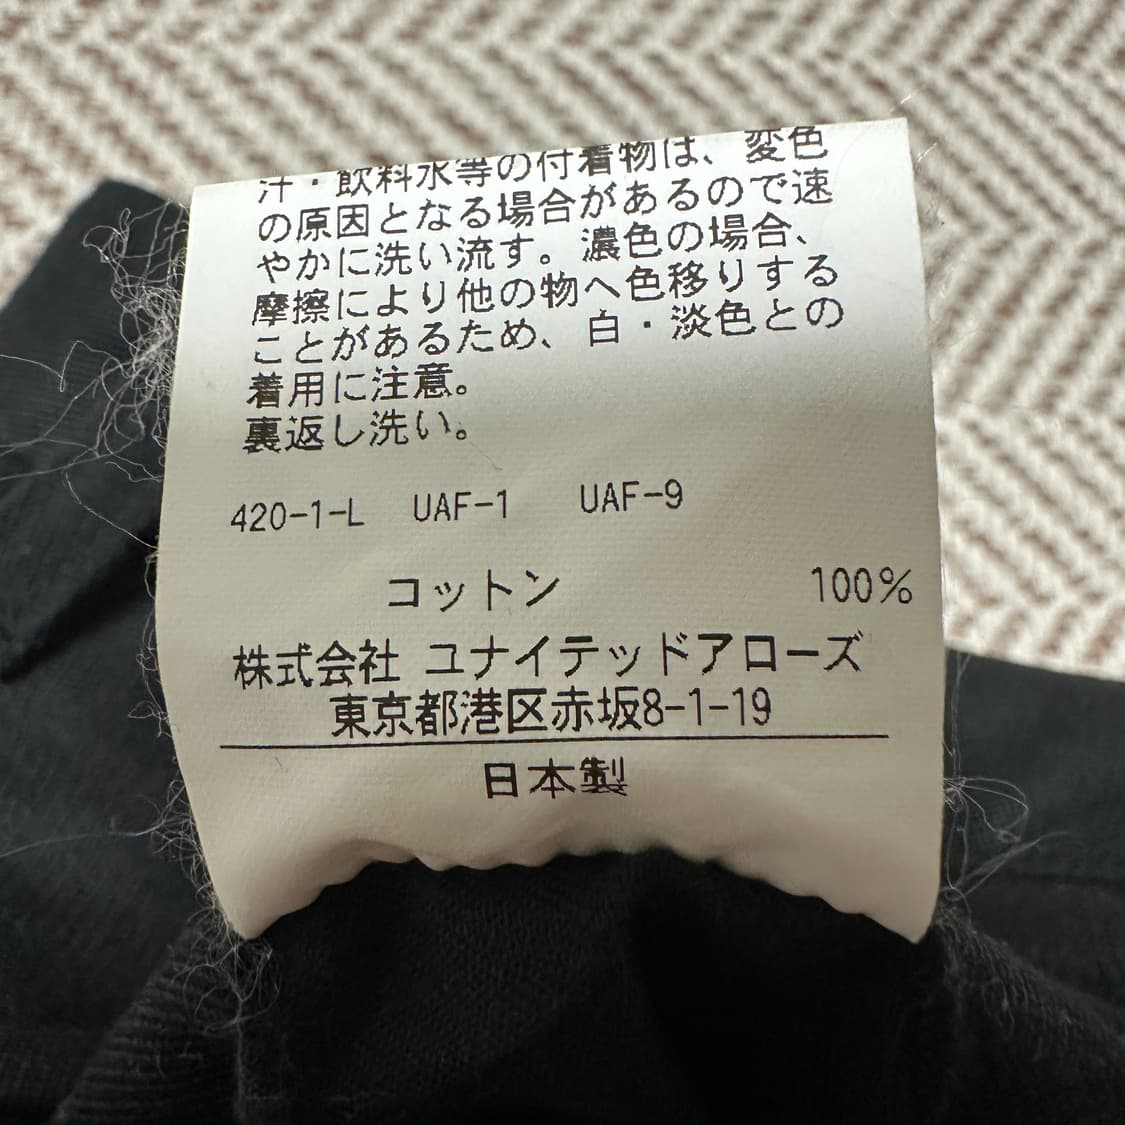 汁・飲料水等の付着物は、変色
の原因となる場合があるので速
やかに洗い流す。濃色の場合、
摩擦により他の物へ色移りする
ことがあるため、白・淡色との
着用に注意。
裏返し洗い。
420-1-L UAF-1 UAF-9
コットン 100%
株式会社 ユナイテッドアローズ
東京都港区赤坂8-1-19
日本製